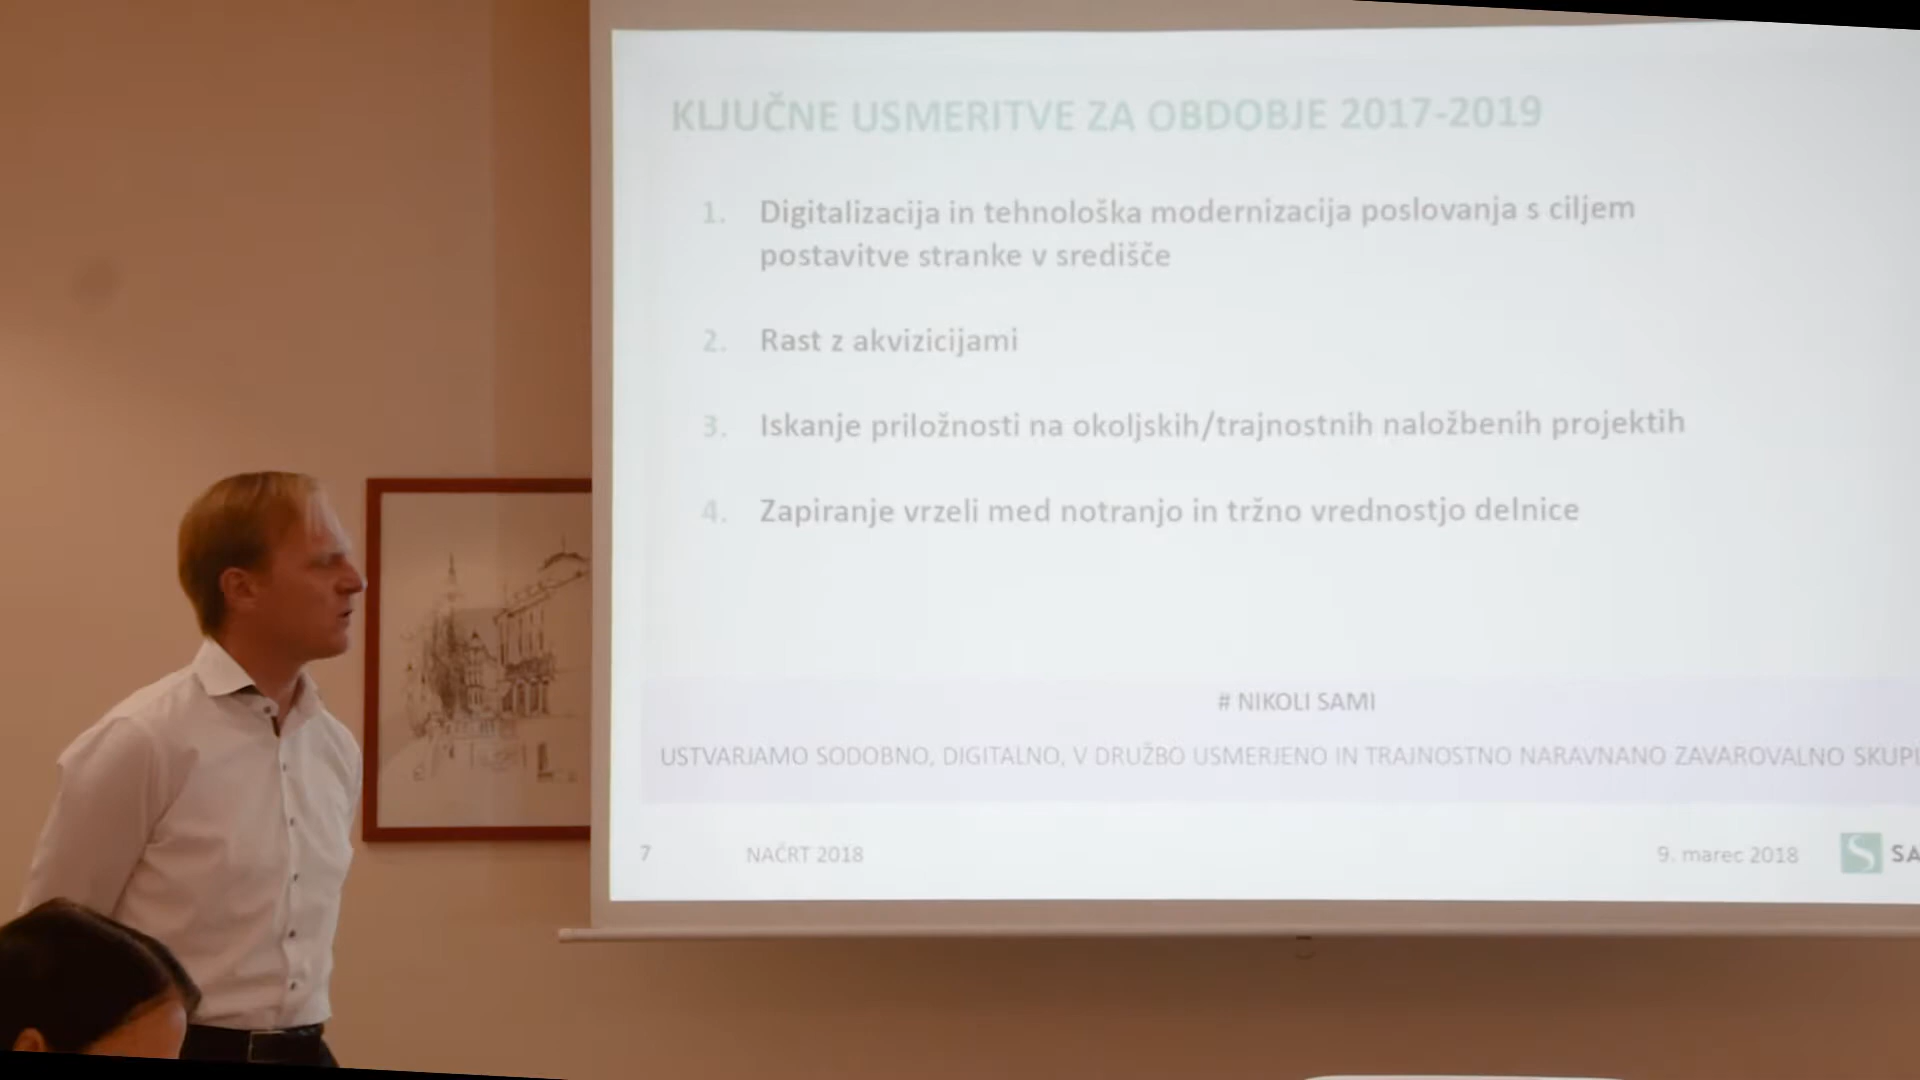 KLJUČNE USMERITVE ZA OBDOBJE 2017-2019
1. Digitalizacija in tehnološka modernizacija poslovanja s ciljem
postavitve stranke v središče
2. Rast z akvizicijami
3. Iskanje priložnosti na okoljskih/trajnostnih naložbenih projektih
4. Zapiranje vrzeli med notranjo in tržno vrednostjo delnice
# NIKOLI SAMI
USTVARJAMO SODOBNO, DIGITALNO, V DRUŽBO USMERJENO IN TRAJNOSTNO NARAVNANO ZAVAROVALNO SKUPI
7 NAČRT 2018 9. marec 2018 SA